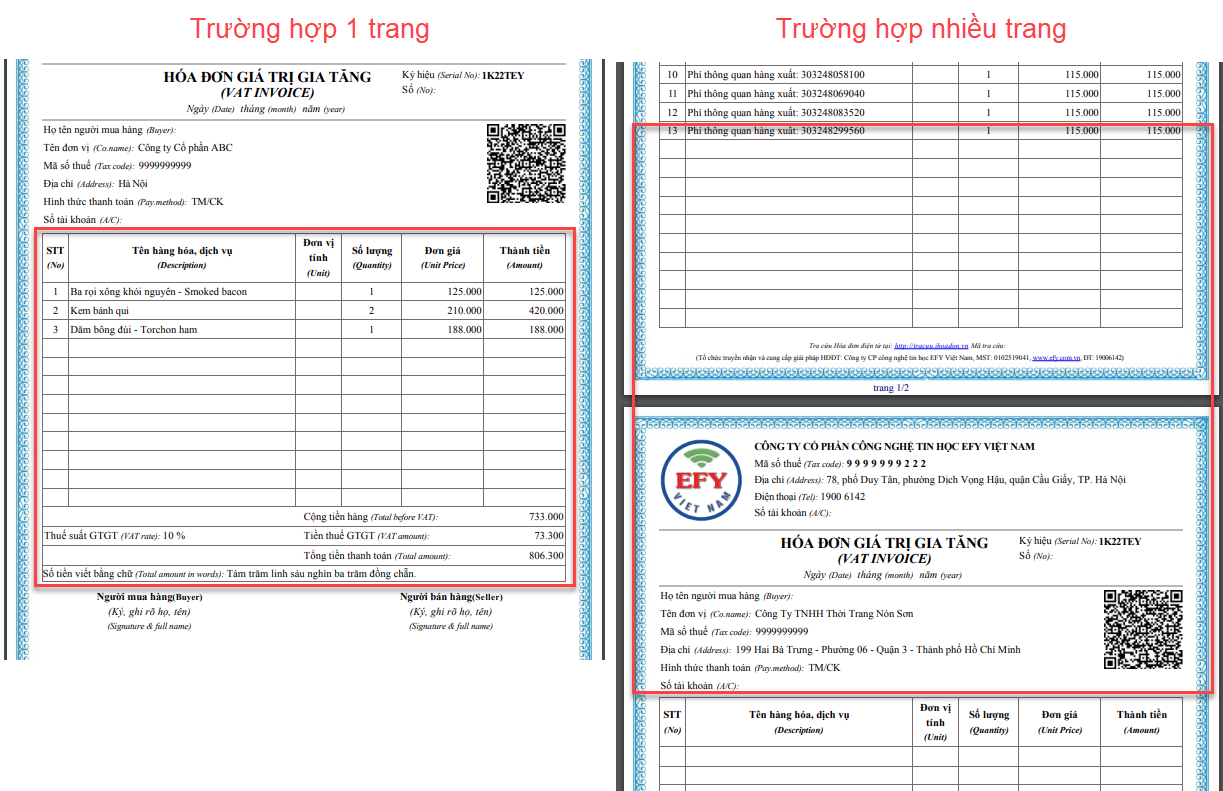 Trường hợp 1 trang
HÓA ĐƠN GIÁ TRỊ GIA TĂNG
(VAT INVOICE)
Ngày (Date) tháng (month) năm (year)
Ký hiệu (Serial No): 1K22TEY
Số (No):
Họ tên người mua hàng (Buyer):
Tên đơn vị (Co.name): Công ty Cổ phần ABC
Mã số thuế (Tax code): 9999999999
Địa chỉ (Address): Hà Nội
Hình thức thanh toán (Pay.method): TM/CK
Số tài khoản (A/C):
STT (No) Tên hàng hóa, dịch vụ (Description) Đơn vị tính (Unit) Số lượng (Quantity) Đơn giá (Unit Price) Thành tiền (Amount)
1 Ba rọi xông khói nguyên - Smoked bacon 1 125.000 125.000
2 Kem bánh qui 2 210.000 420.000
3 Dăm bông đùi - Torchon ham 1 188.000 188.000
Cộng tiền hàng (Total before VAT): 733.000
Thuế suất GTGT (VAT rate): 10 % Tiền thuế GTGT (VAT amount): 73.300
Tổng tiền thanh toán (Total amount): 806.300
Số tiền viết bằng chữ (Total amount in words): Tám trăm linh sáu nghìn ba trăm đồng chẵn.
Người mua hàng(Buyer) Người bán hàng(Seller)
(Ký, ghi rõ họ, tên) (Ký, ghi rõ họ, tên)
(Signature & full name) (Signature & full name)
Trường hợp nhiều trang
10 Phí thông quan hàng xuất: 303248058100 1 115.000 115.000
11 Phí thông quan hàng xuất: 303248069040 1 115.000 115.000
12 Phí thông quan hàng xuất: 303248083520 1 115.000 115.000
13 Phí thông quan hàng xuất: 303248299560 1 115.000 115.000
Tra cứu Hóa đơn điện tử tại: http://tracuu.ihoadon.vn Mã tra cứu:
(Tổ chức truyền nhận và cung cấp giải pháp HĐĐT: Công ty CP công nghệ tin học EFY Việt Nam, MST: 0102519041, www.efy.com.vn, ĐT: 19006142)
trang 1/2
EFY
VIET NAM
CÔNG TY CỔ PHẦN CÔNG NGHỆ TIN HỌC EFY VIỆT NAM
Mã số thuế (Tax code): 9 9 9 9 9 9 9 2 2 2
Địa chỉ (Address): 78, phố Duy Tân, phường Dịch Vọng Hậu, quận Cầu Giấy, TP. Hà Nội
Điện thoại (Tel): 1900 6142
Số tài khoản (A/C):
HÓA ĐƠN GIÁ TRỊ GIA TĂNG
(VAT INVOICE)
Ngày (Date) tháng (month) năm (year)
Ký hiệu (Serial No): 1K22TEY
Số (No):
Họ tên người mua hàng (Buyer):
Tên đơn vị (Co.name): Công Ty TNHH Thời Trang Nón Sơn
Mã số thuế (Tax code): 9999999999
Địa chỉ (Address): 199 Hai Bà Trưng - Phường 06 - Quận 3 - Thành phố Hồ Chí Minh
Hình thức thanh toán (Pay.method): TM/CK
Số tài khoản (A/C):
STT (No) Tên hàng hóa, dịch vụ (Description) Đơn vị tính (Unit) Số lượng (Quantity) Đơn giá (Unit Price) Thành tiền (Amount)